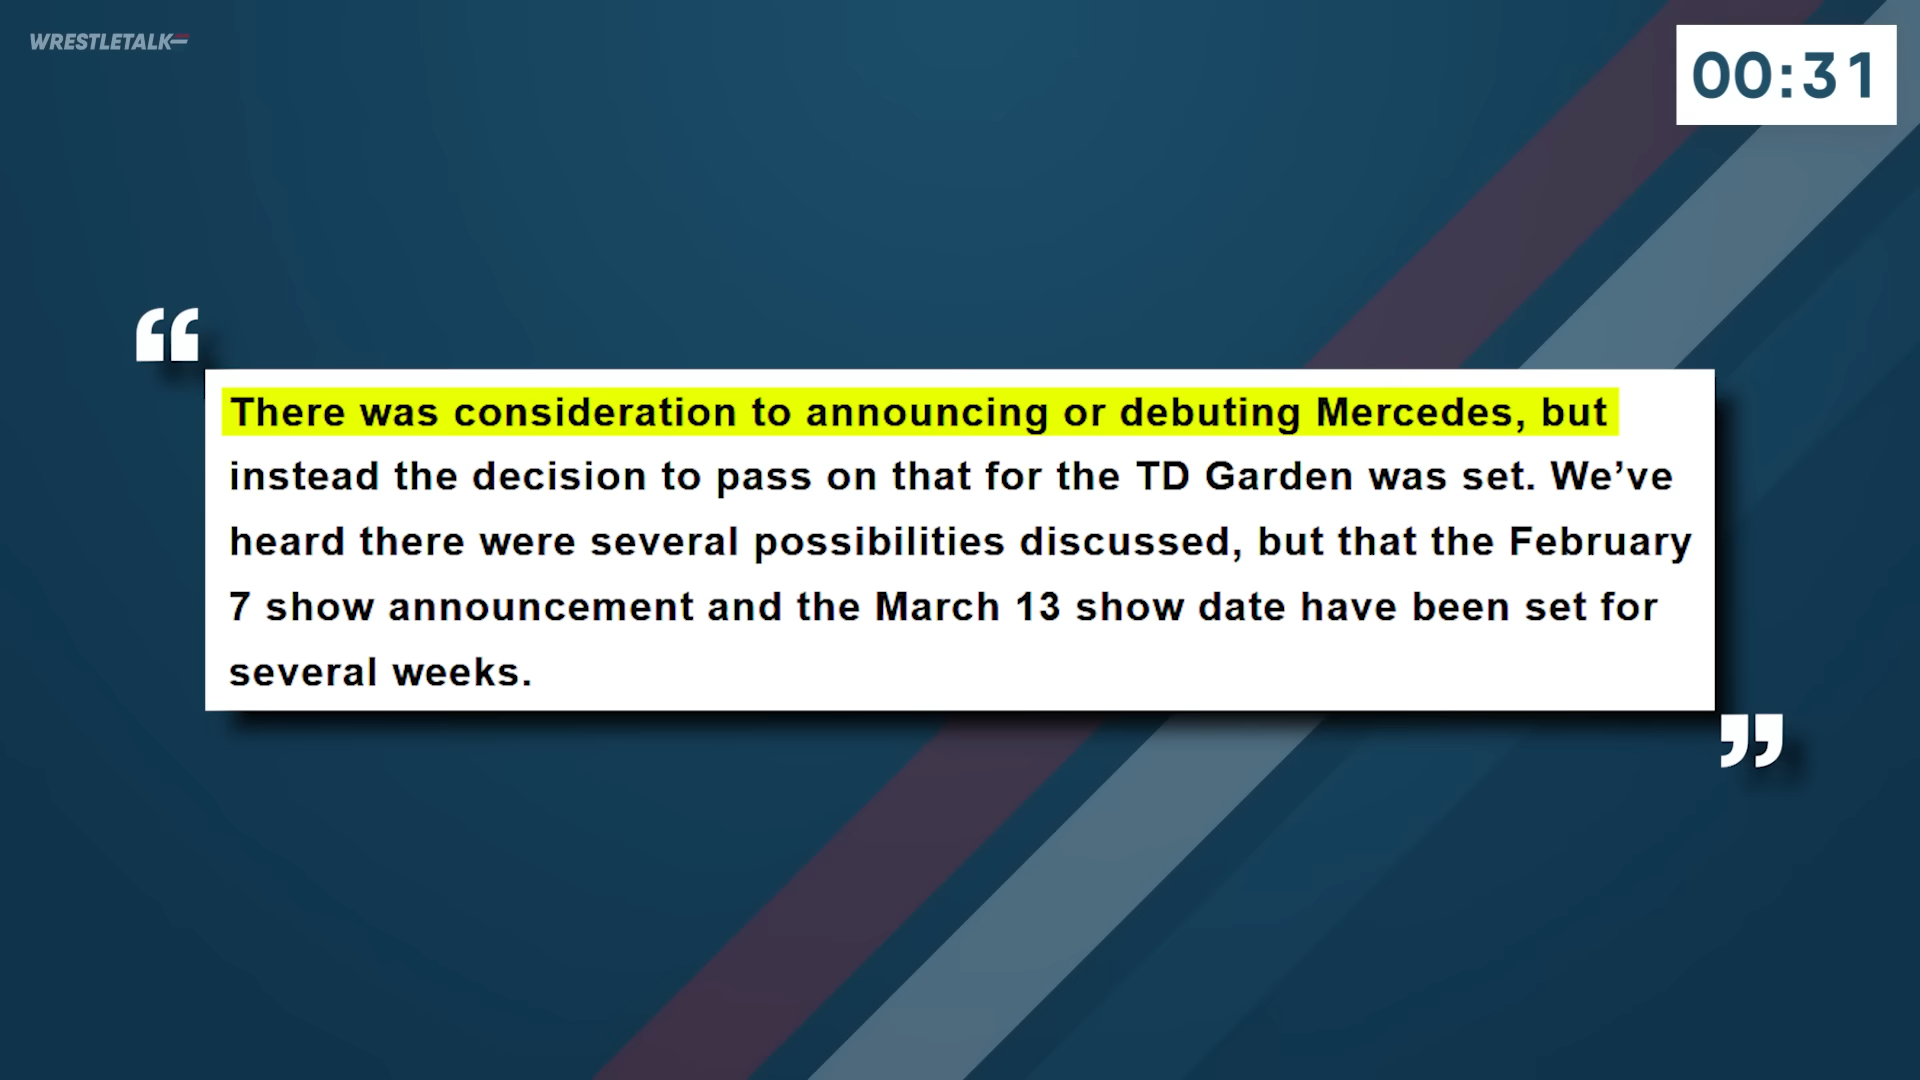 WRESTLETALK
00:31
“
There was consideration to announcing or debuting Mercedes, but
instead the decision to pass on that for the TD Garden was set. We’ve
heard there were several possibilities discussed, but that the February
7 show announcement and the March 13 show date have been set for
several weeks.
”